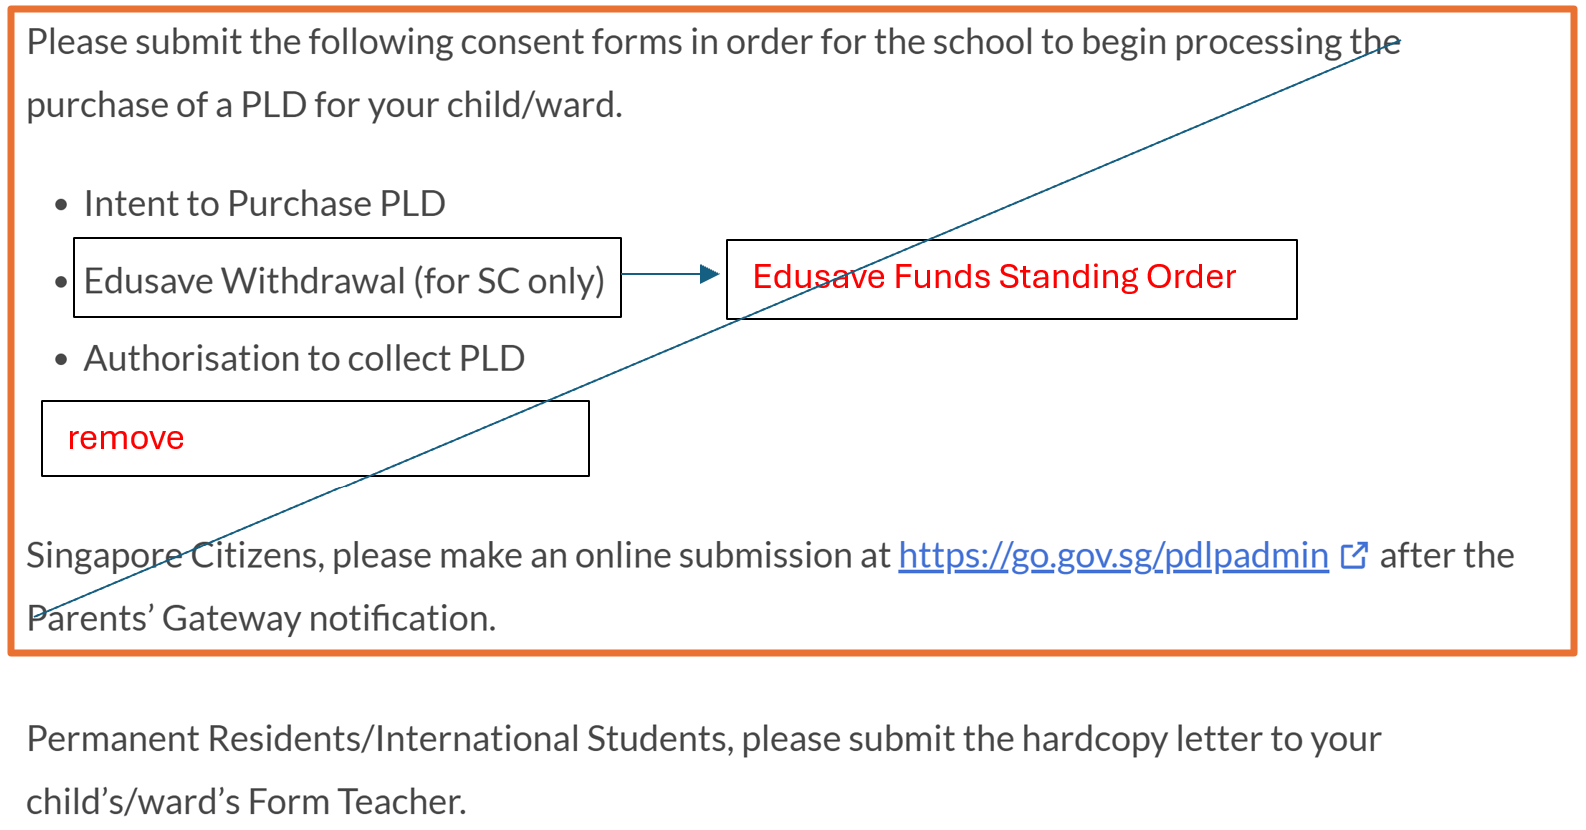 Please submit the following consent forms in order for the school to begin processing the
purchase of a PLD for your child/ward.
• Intent to Purchase PLD
• Edusave Withdrawal (for SC only)
Edusave Funds Standing Order
• Authorisation to collect PLD
remove
Singapore Citizens, please make an online submission at https://go.gov.sg/pdlpadmin after the
Parents’ Gateway notification.
Permanent Residents/International Students, please submit the hardcopy letter to your
child’s/ward’s Form Teacher.